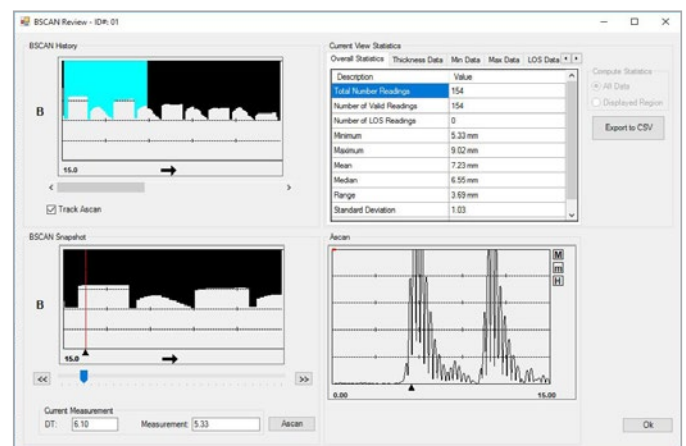 BSCAN Review - ID#: 01
BSCAN History
B
15.0
Track Ascan
Current View Statistics
Overall Statistics Thickness Data Min Data Max Data LOS Data
Description Value
Total Number Readings 154
Number of Valid Readings 154
Number of LOS Readings 0
Minimum 5.33 mm
Maximum 9.02 mm
Mean 7.23 mm
Median 6.55 mm
Range 3.69 mm
Standard Deviation 1.03
Compute Statistics
All Data
Displayed Region
Export to CSV
BSCAN Snapshot
B
15.0
<< >>
Current Measurement
DT: 6.10 Measurement: 5.33 Ascan
Ascan
M
m
H
0.00 15.00
Ok